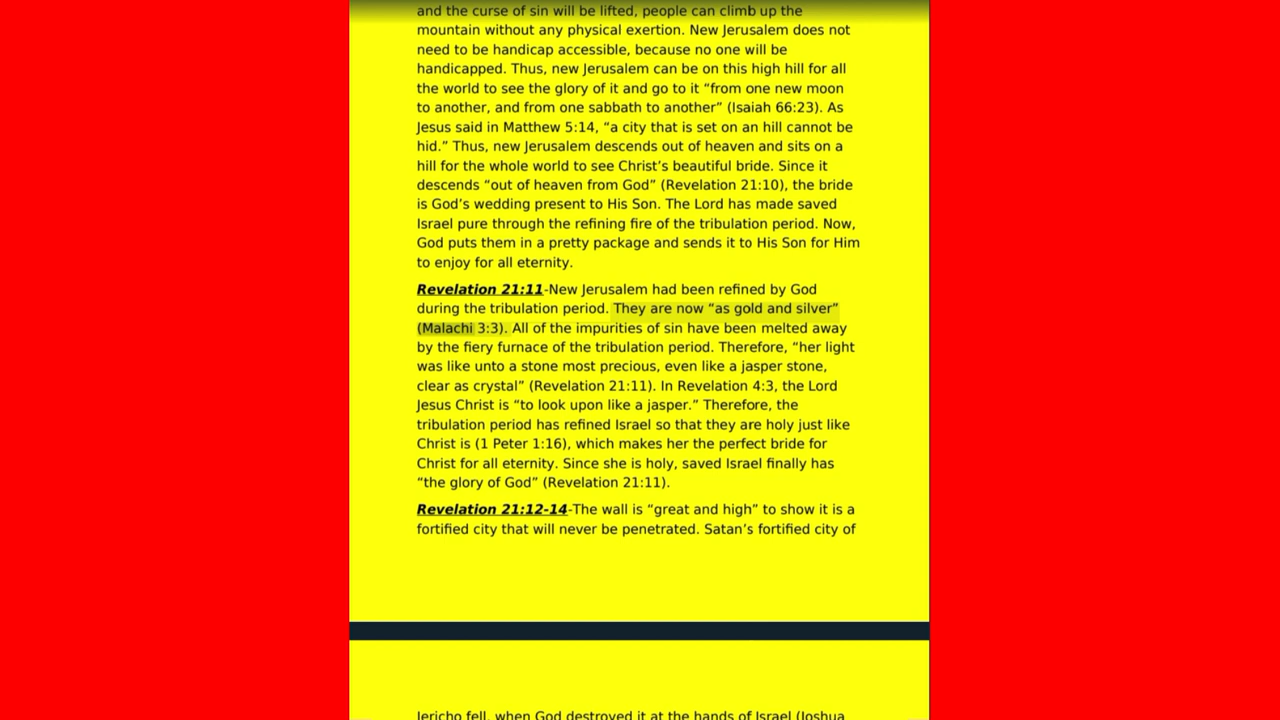 and the curse of sin will be lifted, people can climb up the
mountain without any physical exertion. New Jerusalem does not
need to be handicap accessible, because no one will be
handicapped. Thus, new Jerusalem can be on this high hill for all
the world to see the glory of it and go to it “from one new moon
to another, and from one sabbath to another” (Isaiah 66:23). As
Jesus said in Matthew 5:14, “a city that is set on an hill cannot be
hid.” Thus, new Jerusalem descends out of heaven and sits on a
hill for the whole world to see Christ’s beautiful bride. Since it
descends “out of heaven from God” (Revelation 21:10), the bride
is God’s wedding present to His Son. The Lord has made saved
Israel pure through the refining fire of the tribulation period. Now,
God puts them in a pretty package and sends it to His Son for Him
to enjoy for all eternity.
Revelation 21:11-New Jerusalem had been refined by God
during the tribulation period. They are now “as gold and silver”
(Malachi 3:3). All of the impurities of sin have been melted away
by the fiery furnace of the tribulation period. Therefore, “her light
was like unto a stone most precious, even like a jasper stone,
clear as crystal” (Revelation 21:11). In Revelation 4:3, the Lord
Jesus Christ is “to look upon like a jasper.” Therefore, the
tribulation period has refined Israel so that they are holy just like
Christ is (1 Peter 1:16), which makes her the perfect bride for
Christ for all eternity. Since she is holy, saved Israel finally has
“the glory of God” (Revelation 21:11).
Revelation 21:12-14-The wall is “great and high” to show it is a
fortified city that will never be penetrated. Satan’s fortified city of
Jericho fell, when God destroyed it at the hands of Israel (Joshua